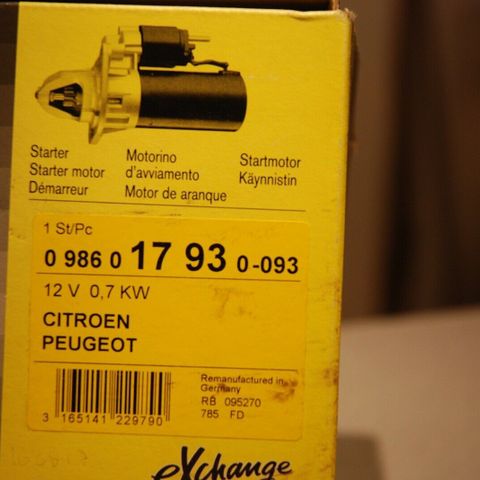 Starter Motorino Startmotor
Starter motor d'avviamento Käynnistin
Démarreur Motor de aranque
1 St/Pc
0 986 0 17 93 0-093
12 V 0,7 KW
CITROEN
PEUGEOT
Remanufactured in
Germany
RB 095270
785 FD
3 165141 229790
eXchange